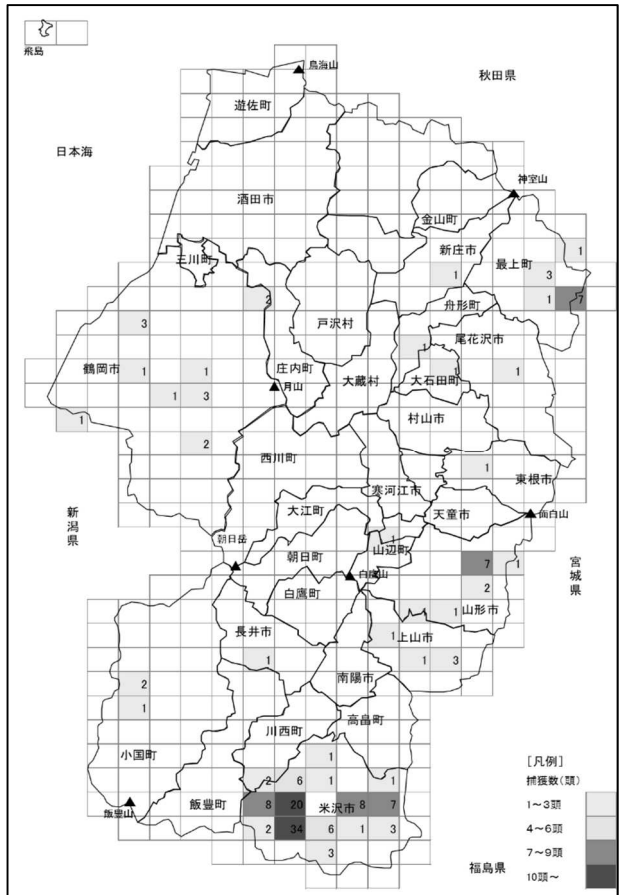 飛島
鳥海山
秋田県
遊佐町
日本海
神室山
酒田市
金山町
新庄市
1
三川町
最上町
1
3
2
舟形町
1
7
3
戸沢村
尾花沢市
1
鶴岡市
1
1
庄内町
大蔵村
大石田町
1
1
月山
1
3
1
村山市
2
西川町
1
寒河江市
東根市
新潟県
大江町
天童市
面白山
1
朝日岳
朝日町
山辺町
7
1
宮城県
白鷹山
白鷹町
2
1
山形市
長井市
1
上山市
1
1
3
2
南陽市
1
高畠町
川西町
小国町
1
[凡例]
2
6
1
1
捕獲数(頭)
飯豊山
飯豊町
8
20
米沢市
8
7
1~3頭
2
34
6
1
3
4~6頭
3
7~9頭
福島県
10頭~